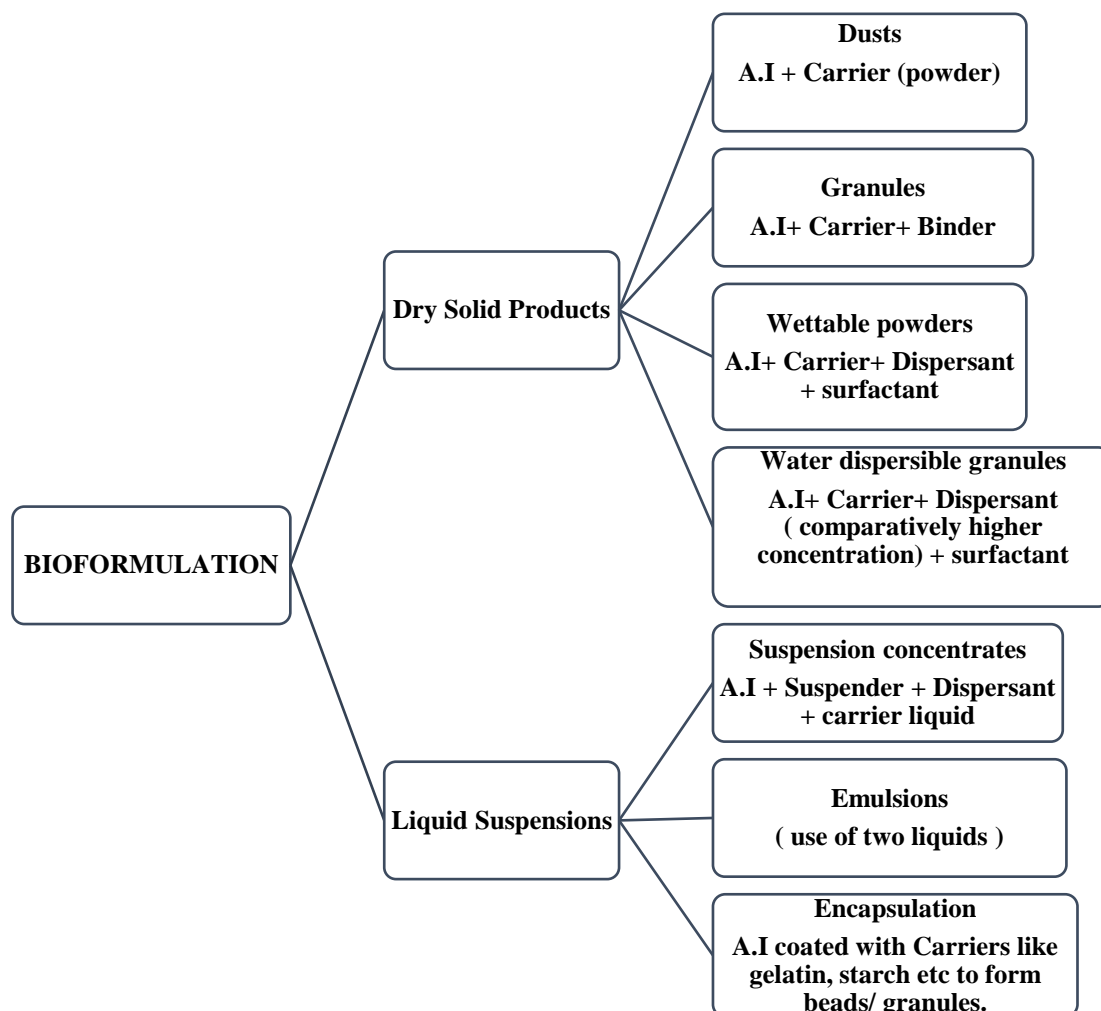 BIOFORMULATION
Dry Solid Products
Dusts
A.I + Carrier (powder)
Granules
A.I+ Carrier+ Binder
Wettable powders
A.I+ Carrier+ Dispersant
+ surfactant
Water dispersible granules
A.I+ Carrier+ Dispersant
( comparatively higher
concentration) + surfactant
Liquid Suspensions
Suspension concentrates
A.I + Suspender + Dispersant
+ carrier liquid
Emulsions
( use of two liquids )
Encapsulation
A.I coated with Carriers like
gelatin, starch etc to form
beads/ granules.